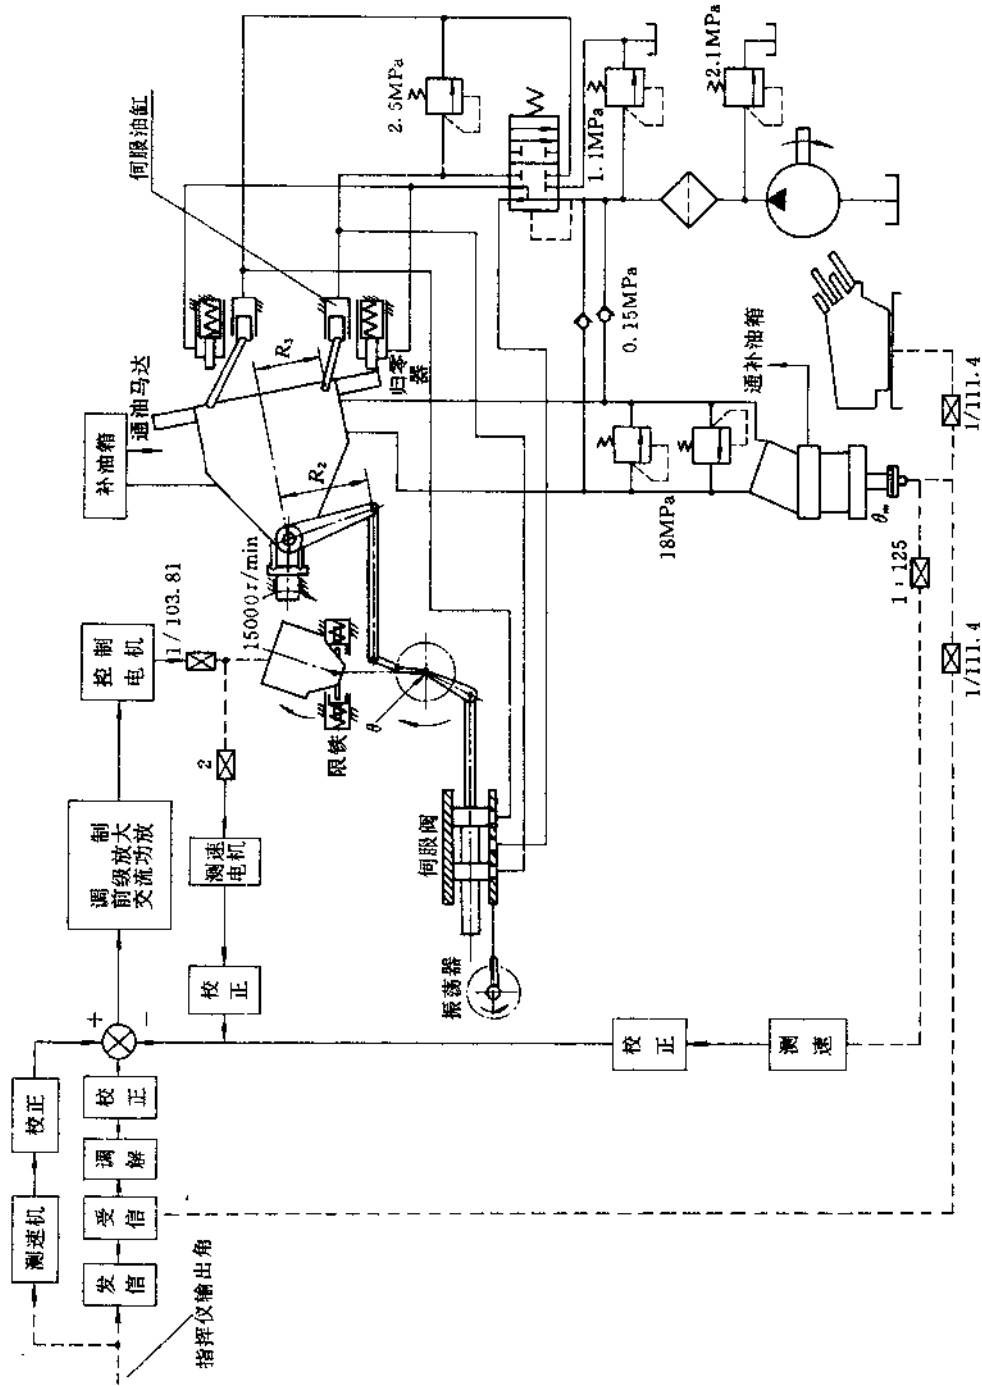 指挥仪输出角
测速机
校正
发信
受信
解调
校正
+
-
调制
前级放大
交流功放
控制
电机
1/103.81
2
测速
电机
校正
限铁
θ
15000r/min
伺服阀
振荡器
补油箱
通油马达
R₂
R₃
伺服油缸
归零
器
2.5MPa
1.1MPa
2.1MPa
0.15MPa
18MPa
通补油箱
θₘ
1:125
1/111.4
1/111.4
校正
测速